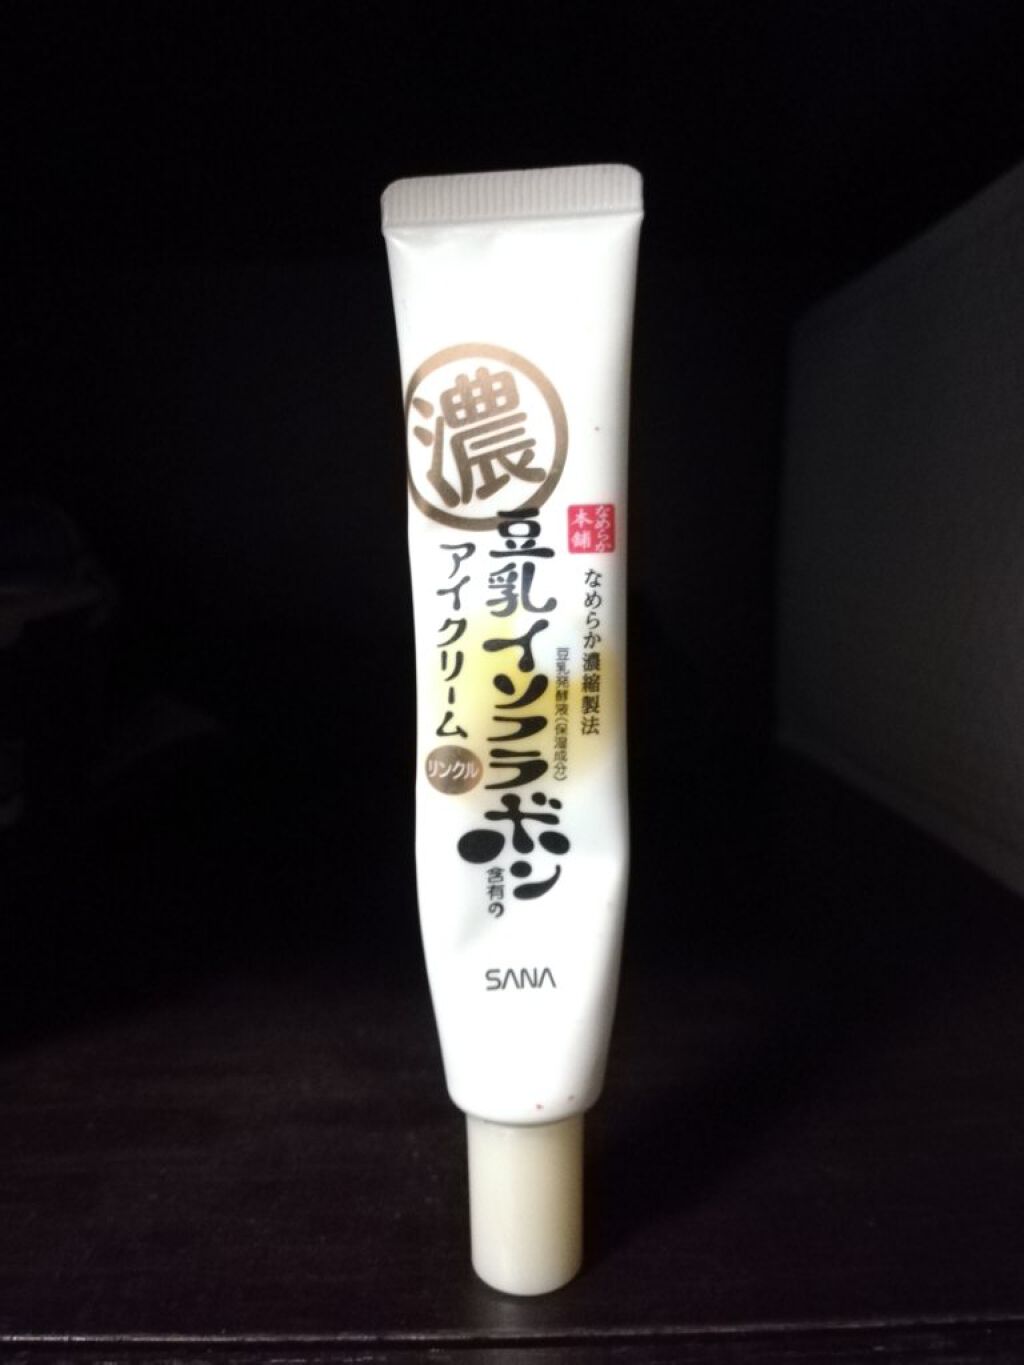 濃
なめらか
本舗
なめらか濃縮製法
豆乳発酵液(保湿成分)
豆乳イソフラボン
含有の
アイクリーム
リンクル
SANA